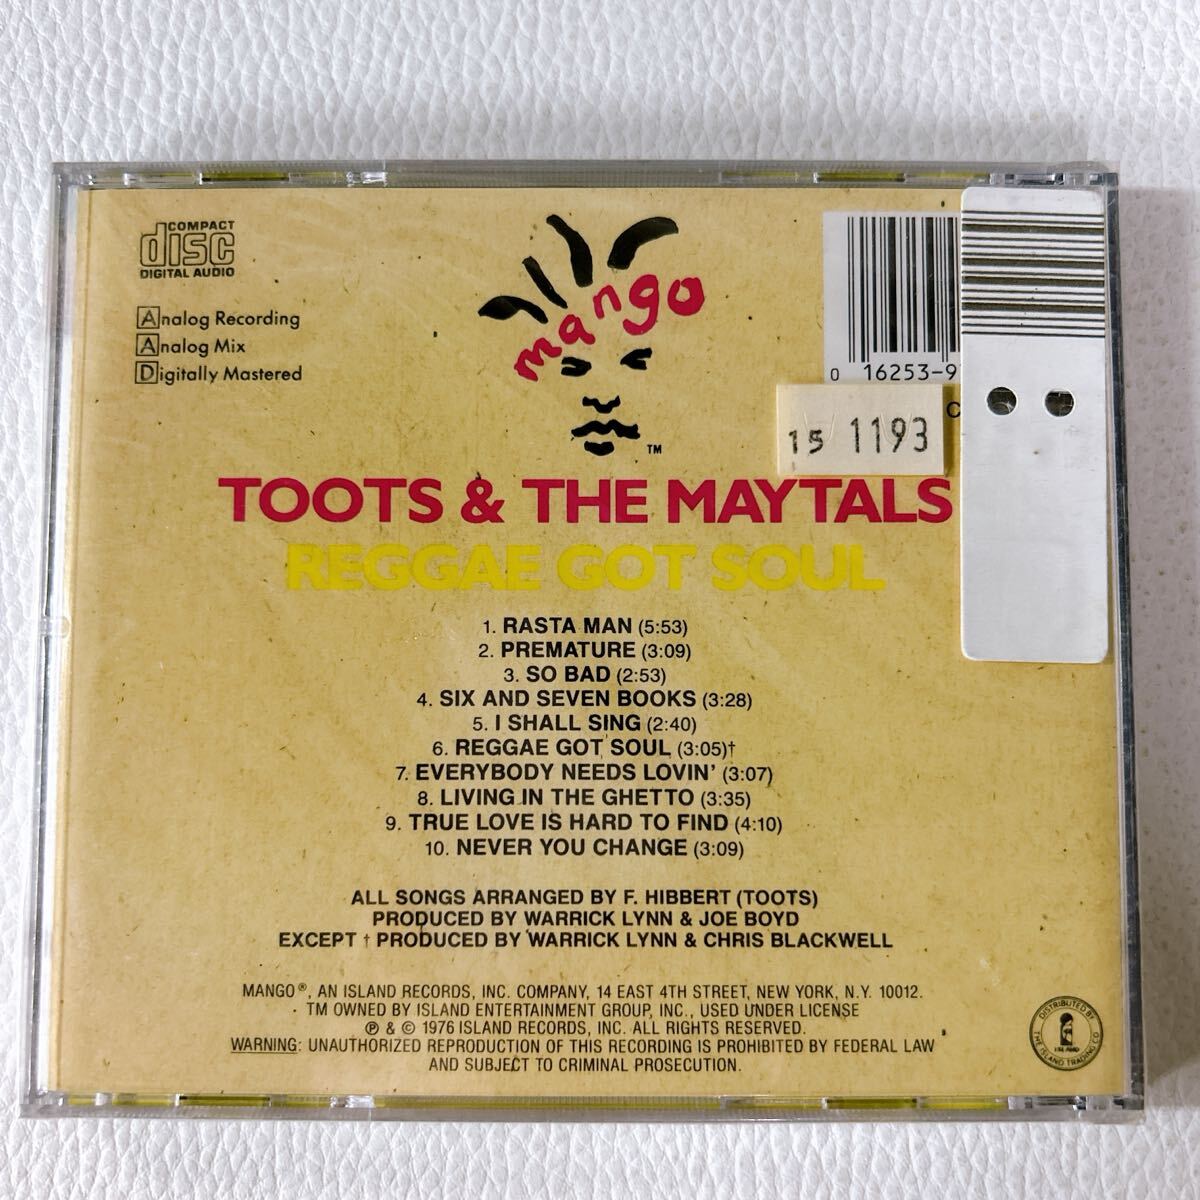 COMPACT
disc
DIGITAL AUDIO
Analog Recording
Analog Mix
Digitally Mastered
mango
TM
0 16253-9
C
15 1193
TOOTS & THE MAYTALS
REGGAE GOT SOUL
1. RASTA MAN (5:53)
2. PREMATURE (3:09)
3. SO BAD (2:53)
4. SIX AND SEVEN BOOKS (3:28)
5. I SHALL SING (2:40)
6. REGGAE GOT SOUL (3:05)†
7. EVERYBODY NEEDS LOVIN' (3:07)
8. LIVING IN THE GHETTO (3:35)
9. TRUE LOVE IS HARD TO FIND (4:10)
10. NEVER YOU CHANGE (3:09)
ALL SONGS ARRANGED BY F. HIBBERT (TOOTS)
PRODUCED BY WARRICK LYNN & JOE BOYD
EXCEPT † PRODUCED BY WARRICK LYNN & CHRIS BLACKWELL
MANGO®, AN ISLAND RECORDS, INC. COMPANY, 14 EAST 4TH STREET, NEW YORK, N.Y. 10012.
TM OWNED BY ISLAND ENTERTAINMENT GROUP, INC., USED UNDER LICENSE
℗ & © 1976 ISLAND RECORDS, INC. ALL RIGHTS RESERVED.
WARNING: UNAUTHORIZED REPRODUCTION OF THIS RECORDING IS PROHIBITED BY FEDERAL LAW
AND SUBJECT TO CRIMINAL PROSECUTION.
DISTRIBUTED BY
ISLAND
THE ISLAND TRADING CO